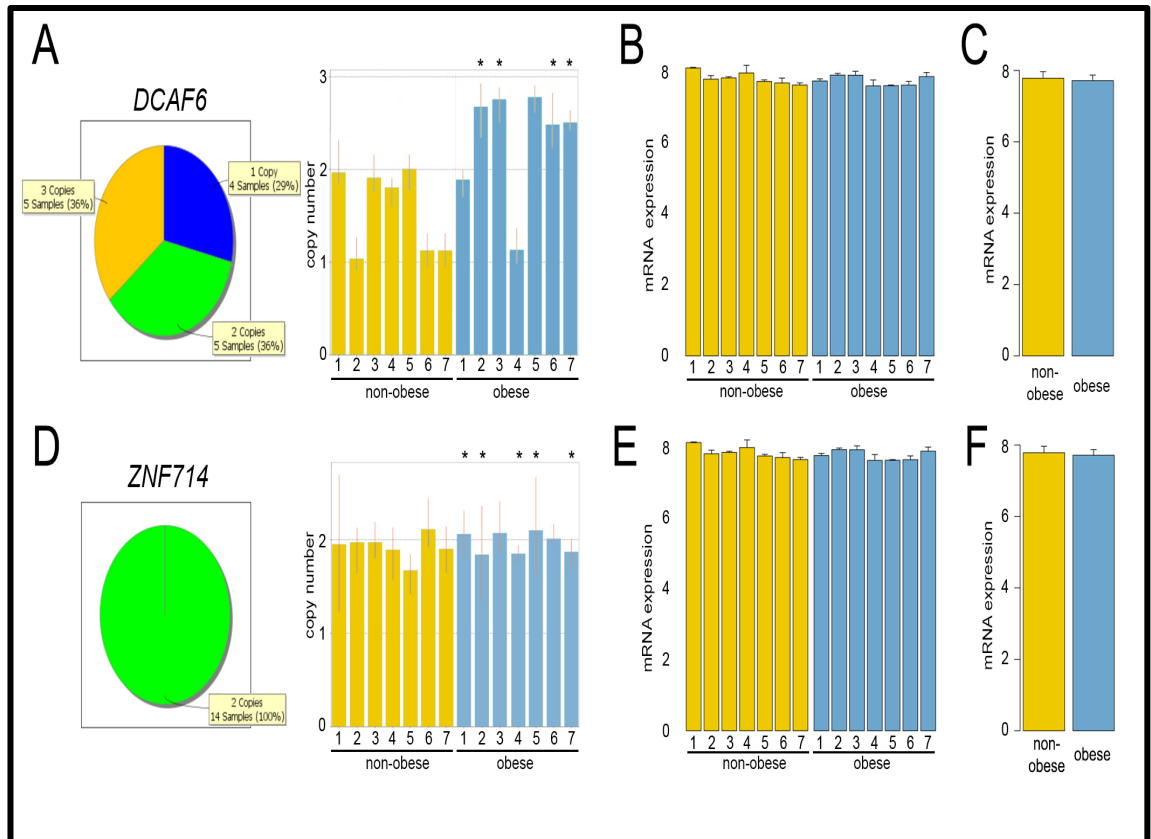 A
DCAF6
3 Copies
5 Samples (36%)
1 Copy
4 Samples (29%)
2 Copies
5 Samples (36%)
copy number
3
2
1
0
* * * *
1 2 3 4 5 6 7 1 2 3 4 5 6 7
non-obese obese
B
mRNA expression
8
6
4
2
0
1 2 3 4 5 6 7 1 2 3 4 5 6 7
non-obese obese
C
mRNA expression
8
6
4
2
0
non-
obese obese
D
ZNF714
2 Copies
14 Samples (100%)
copy number
2
1
0
* * * * *
1 2 3 4 5 6 7 1 2 3 4 5 6 7
non-obese obese
E
mRNA expression
8
6
4
2
0
1 2 3 4 5 6 7 1 2 3 4 5 6 7
non-obese obese
F
mRNA expression
8
6
4
2
0
non-
obese obese